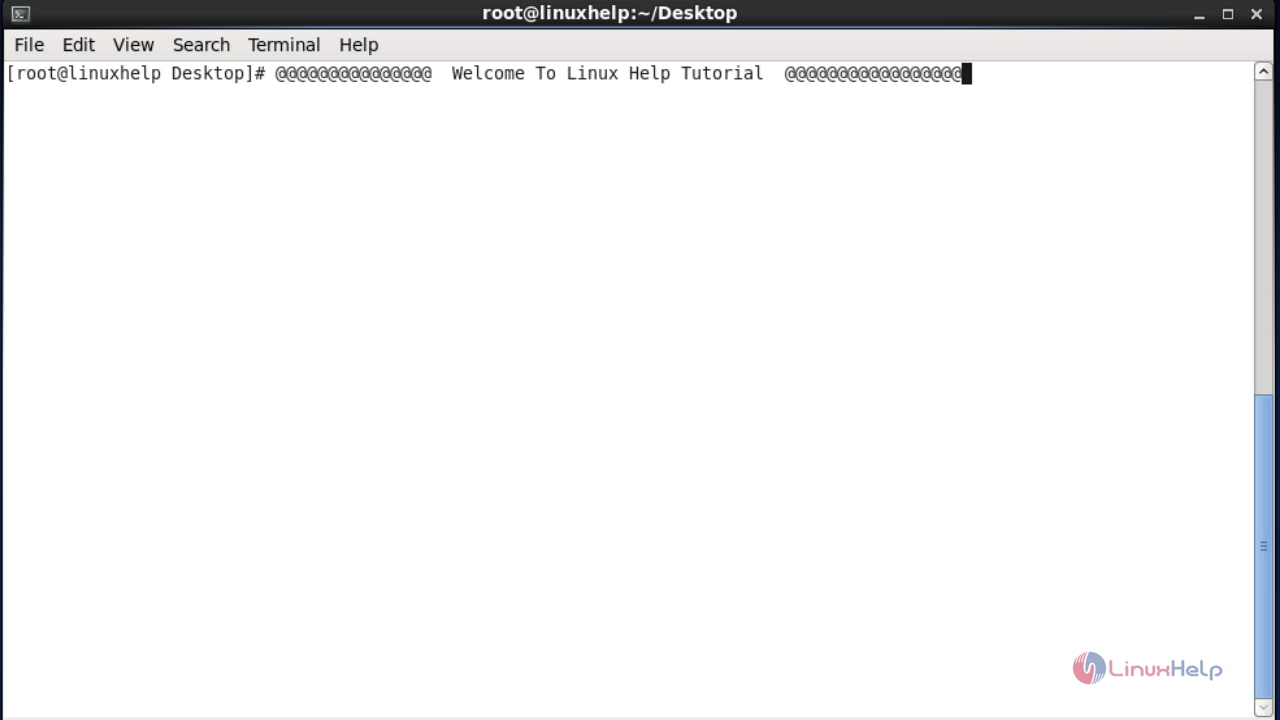 root@linuxhelp:~/Desktop
File Edit View Search Terminal Help
[root@linuxhelp Desktop]# @@@@@@@@@@@@@@@  Welcome To Linux Help Tutorial  @@@@@@@@@@@@@@@@@
LinuxHelp